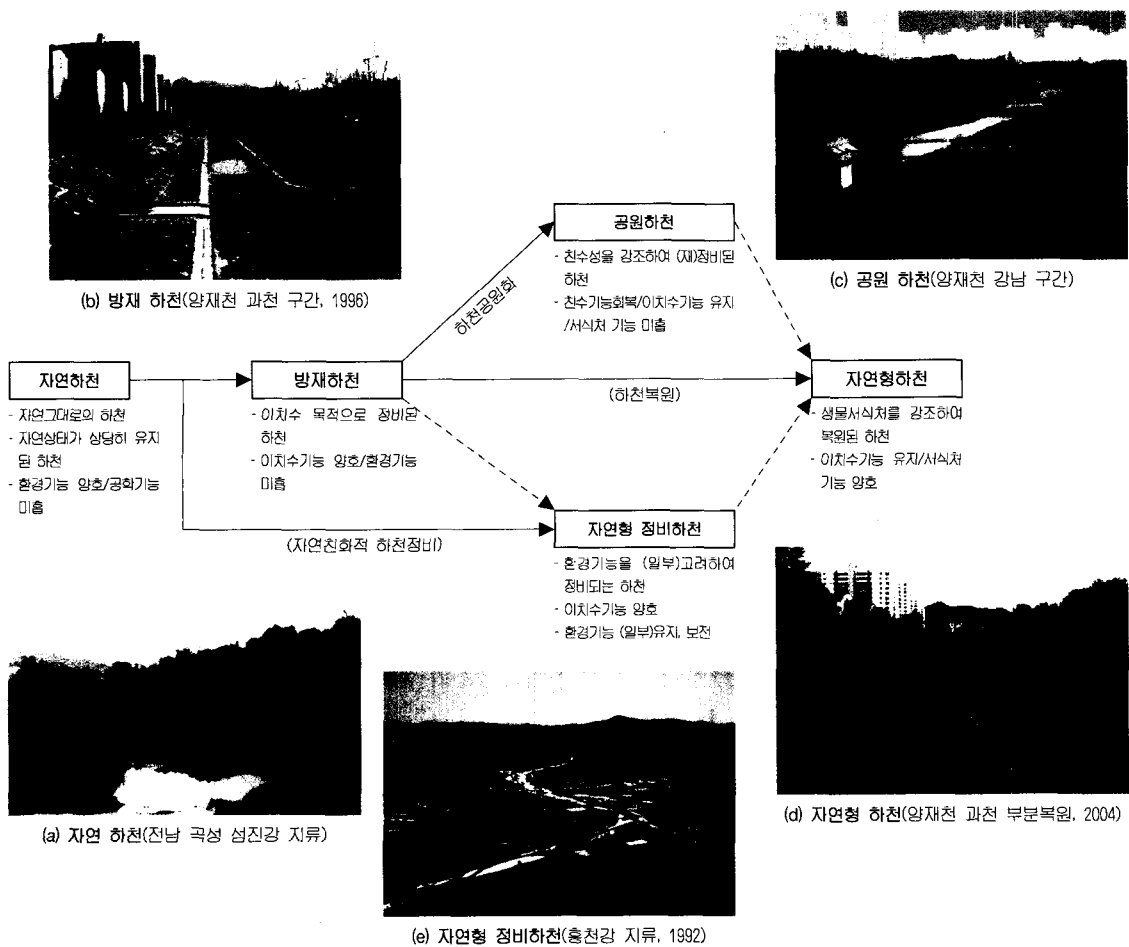 (b) 방재 하천(양재천 과천 구간, 1996)
공원하천
- 친수성을 강조하여 (재)정비된
하천
- 친수기능회복/이치수기능 유지
/서식처 기능 미흡
(c) 공원 하천(양재천 강남 구간)
하천공원화
자연하천
- 자연그대로의 하천
- 자연상태가 상당히 유지
된 하천
- 환경기능 양호/공학기능
미흡
방재하천
- 이치수 목적으로 정비된
하천
- 이치수기능 양호/환경기능
미흡
(하천복원)
자연형하천
- 생물서식처를 강조하여
복원된 하천
- 이치수기능 유지/서식처
기능 양호
(자연친화적 하천정비)
자연형 정비하천
- 환경기능을 (일부)고려하여
정비되는 하천
- 이치수기능 양호
- 환경기능 (일부)유지, 보전
(a) 자연 하천(전남 곡성 섬진강 지류)
(d) 자연형 하천(양재천 과천 부분복원, 2004)
(e) 자연형 정비하천(홍천강 지류, 1992)